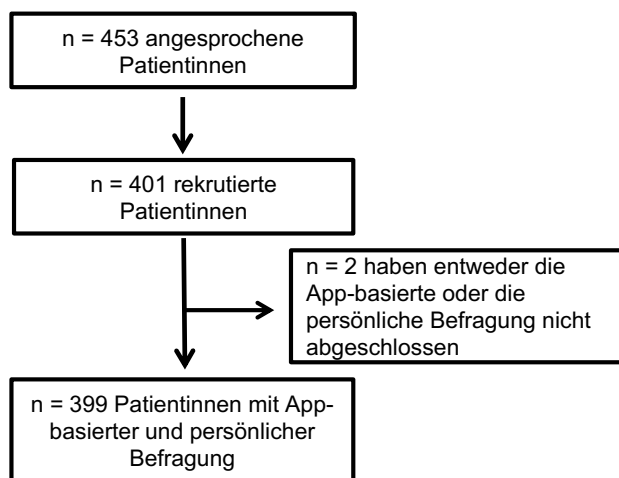 n = 453 angesprochene
Patientinnen
n = 401 rekrutierte
Patientinnen
n = 2 haben entweder die
App-basierte oder die
persönliche Befragung nicht
abgeschlossen
n = 399 Patientinnen mit App-
basierter und persönlicher
Befragung